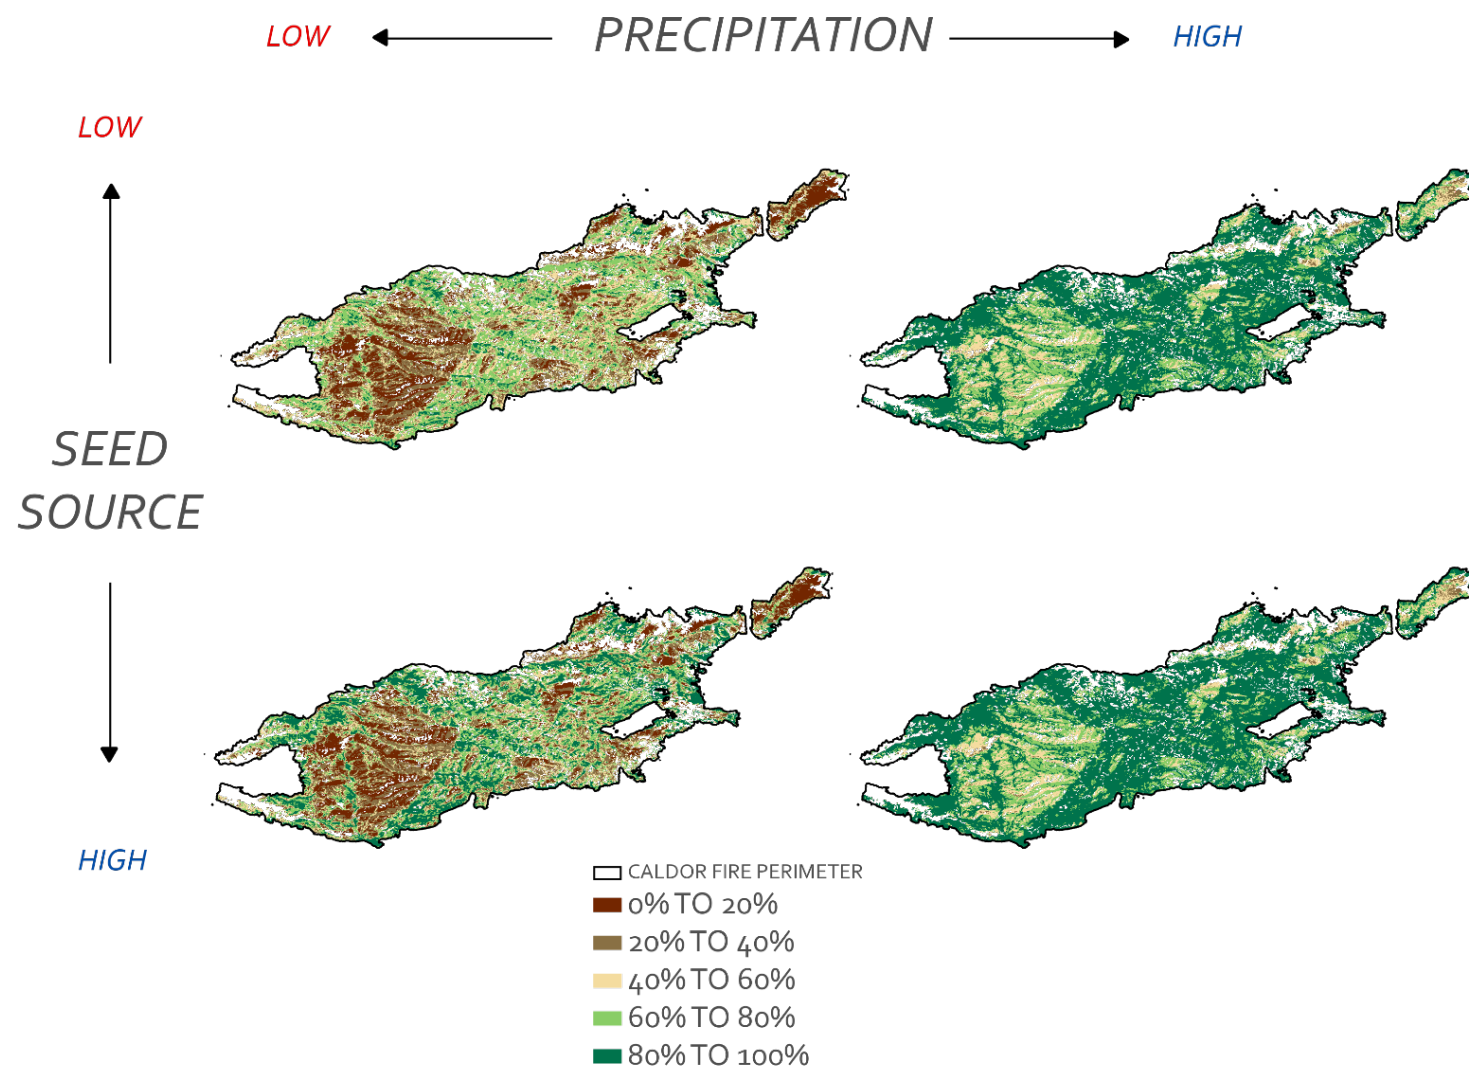 LOW
PRECIPITATION
HIGH
LOW
SEED
SOURCE
HIGH
CALDOR FIRE PERIMETER
0% TO 20%
20% TO 40%
40% TO 60%
60% TO 80%
80% TO 100%